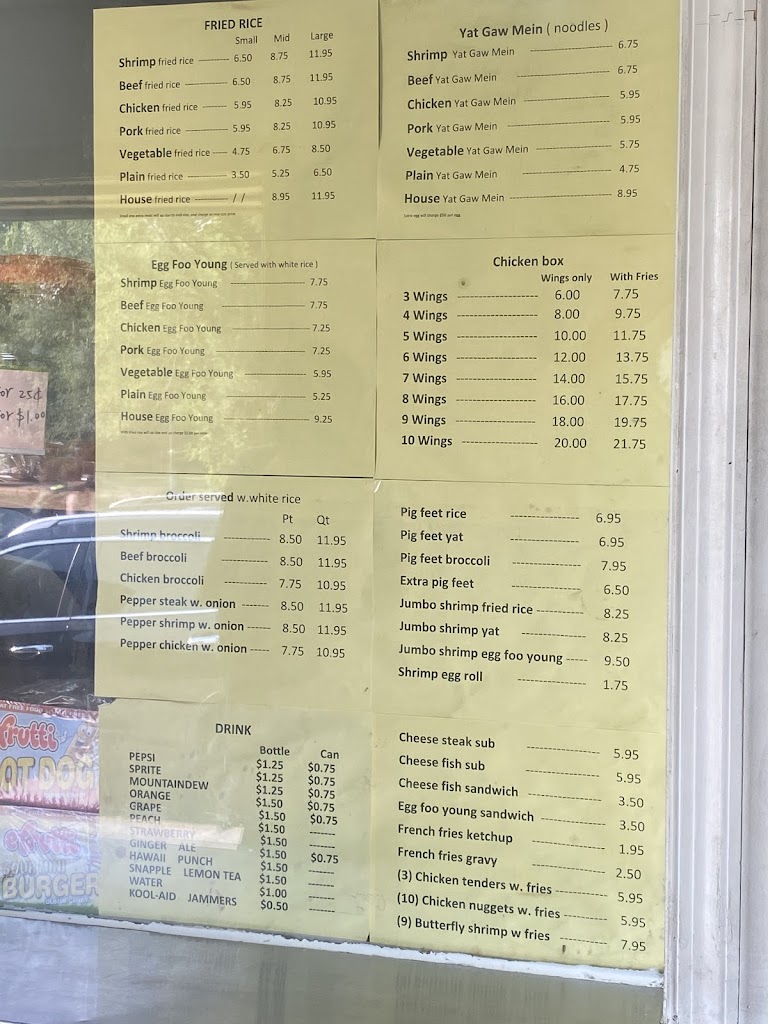 FRIED RICE
Small Mid Large
Shrimp fried rice ------- 6.50 8.75 11.95
Beef fried rice ------- 6.50 8.75 11.95
Chicken fried rice ------ 5.95 8.25 10.95
Pork fried rice ------- 5.95 8.25 10.95
Vegetable fried rice ---- 4.75 6.75 8.50
Plain fried rice ------- 3.50 5.25 6.50
House fried rice ------- / / 8.95 11.95
Yat Gaw Mein ( noodles )
Shrimp Yat Gaw Mein ------- 6.75
Beef Yat Gaw Mein ------- 6.75
Chicken Yat Gaw Mein ------- 5.95
Pork Yat Gaw Mein ------- 5.95
Vegetable Yat Gaw Mein ------- 5.75
Plain Yat Gaw Mein ------- 4.75
House Yat Gaw Mein ------- 8.95
Egg Foo Young ( Served with white rice )
Shrimp Egg Foo Young ------- 7.75
Beef Egg Foo Young ------- 7.75
Chicken Egg Foo Young ------- 7.25
Pork Egg Foo Young ------- 7.25
Vegetable Egg Foo Young ------- 5.95
Plain Egg Foo Young ------- 5.25
House Egg Foo Young ------- 9.25
Chicken box
Wings only With Fries
3 Wings ------- 6.00 7.75
4 Wings ------- 8.00 9.75
5 Wings ------- 10.00 11.75
6 Wings ------- 12.00 13.75
7 Wings ------- 14.00 15.75
8 Wings ------- 16.00 17.75
9 Wings ------- 18.00 19.75
10 Wings ------- 20.00 21.75
for 25¢
for $1.00
Order served w.white rice
Pt Qt
Shrimp broccoli ------- 8.50 11.95
Beef broccoli ------- 8.50 11.95
Chicken broccoli ------- 7.75 10.95
Pepper steak w. onion ------ 8.50 11.95
Pepper shrimp w. onion ----- 8.50 11.95
Pepper chicken w. onion ----- 7.75 10.95
Pig feet rice ------- 6.95
Pig feet yat ------- 6.95
Pig feet broccoli ------- 7.95
Extra pig feet ------- 6.50
Jumbo shrimp fried rice ------- 8.25
Jumbo shrimp yat ------- 8.25
Jumbo shrimp egg foo young ----- 9.50
Shrimp egg roll ------- 1.75
DRINK
Bottle Can
PEPSI $1.25 $0.75
SPRITE $1.25 $0.75
MOUNTAINDEW $1.25 $0.75
ORANGE $1.50 $0.75
GRAPE $1.50 $0.75
PEACH $1.50 ------
STRAWBERRY $1.50 ------
GINGER ALE $1.50 $0.75
HAWAII PUNCH $1.50 ------
SNAPPLE LEMON TEA $1.50 ------
WATER $1.00 ------
KOOL-AID JAMMERS $0.50 ------
Cheese steak sub ------- 5.95
Cheese fish sub ------- 5.95
Cheese fish sandwich ------- 3.50
Egg foo young sandwich ------- 3.50
French fries ketchup ------- 1.95
French fries gravy ------- 2.50
(3) Chicken tenders w. fries ------- 5.95
(10) Chicken nuggets w. fries ------- 5.95
(9) Butterfly shrimp w fries ------- 7.95
frutti
OT DOG
BURGER